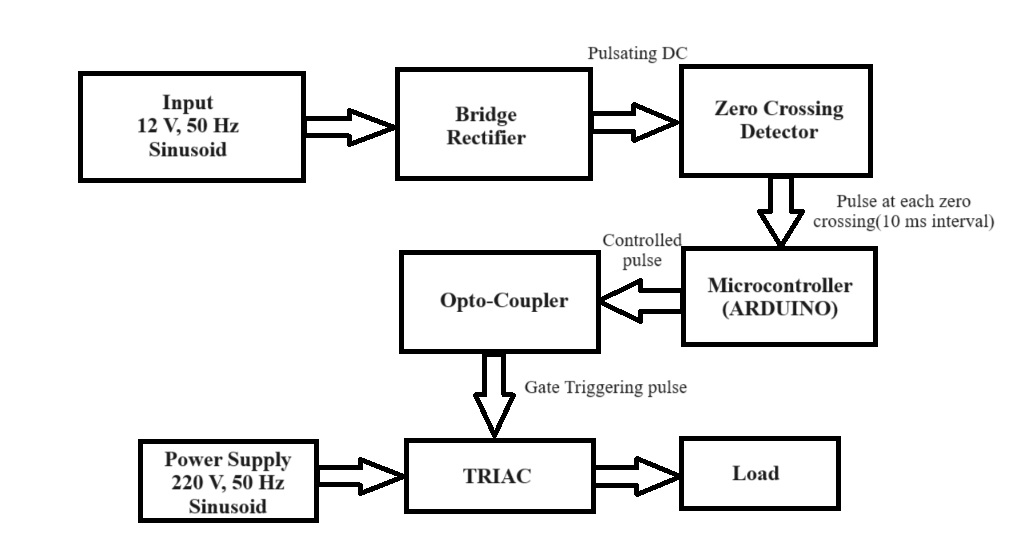 Pulsating DC
Input
12 V, 50 Hz
Sinusoid
Bridge
Rectifier
Zero Crossing
Detector
Pulse at each zero
crossing(10 ms interval)
Controlled
pulse
Opto-Coupler
Microcontroller
(ARDUINO)
Gate Triggering pulse
Power Supply
220 V, 50 Hz
Sinusoid
TRIAC
Load